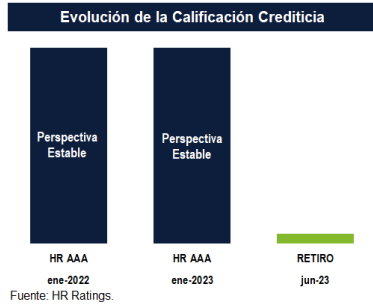 Evolución de la Calificación Crediticia
Perspectiva
Estable
Perspectiva
Estable
HR AAA HR AAA RETIRO
ene-2022 ene-2023 jun-23
Fuente: HR Ratings.